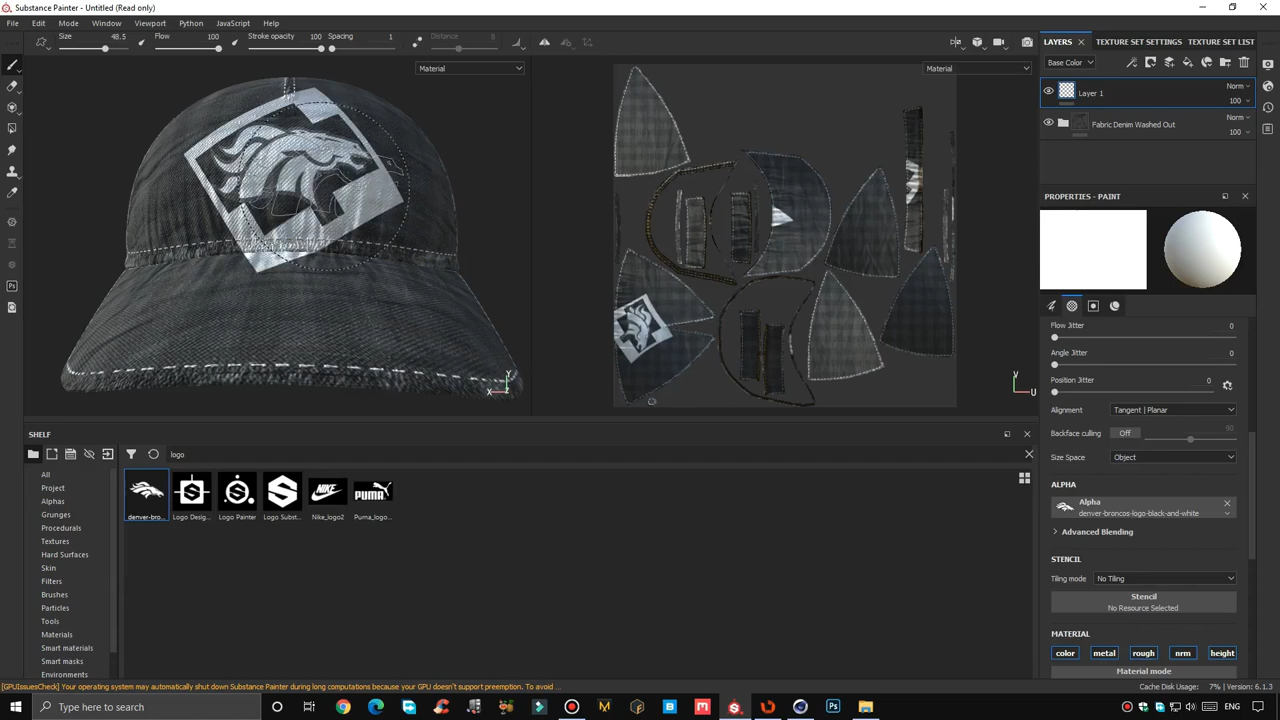 Substance Painter - Untitled (Read only)
File Edit Mode Window Viewport Python JavaScript Help
Size 48.5 Flow 100 Stroke opacity 100 Spacing 1 Distance 8
Material
Material
Y
X
V
U
LAYERS TEXTURE SET SETTINGS TEXTURE SET LIST
Base Color
Layer 1 Norm
100
Fabric Denim Washed Out Norm
100
PROPERTIES - PAINT
Flow Jitter 0
Angle Jitter 0
Position Jitter 0
Alignment Tangent | Planar
Backface culling Off 90
Size Space Object
ALPHA
Alpha
denver-broncos-logo-black-and-white
Advanced Blending
STENCIL
Tiling mode No Tiling
Stencil
No Resource Selected
MATERIAL
color metal rough nrm height
Material mode
SHELF
logo
All
Project
Alphas
Grunges
Procedurals
Textures
Hard Surfaces
Skin
Filters
Brushes
Particles
Tools
Materials
Smart materials
Smart masks
Environments
NIKE
PUMA
denver-bro... Logo Desig... Logo Painter Logo Subst... Nike_logo2 Puma_logo...
[GPUIssuesCheck] Your operating system may automatically shut down Substance Painter during long computations because your GPU doesn't support preemption. To avoid ...
Cache Disk Usage: 7% | Version: 6.1.3
Type here to search
Ps
Ps
ENG